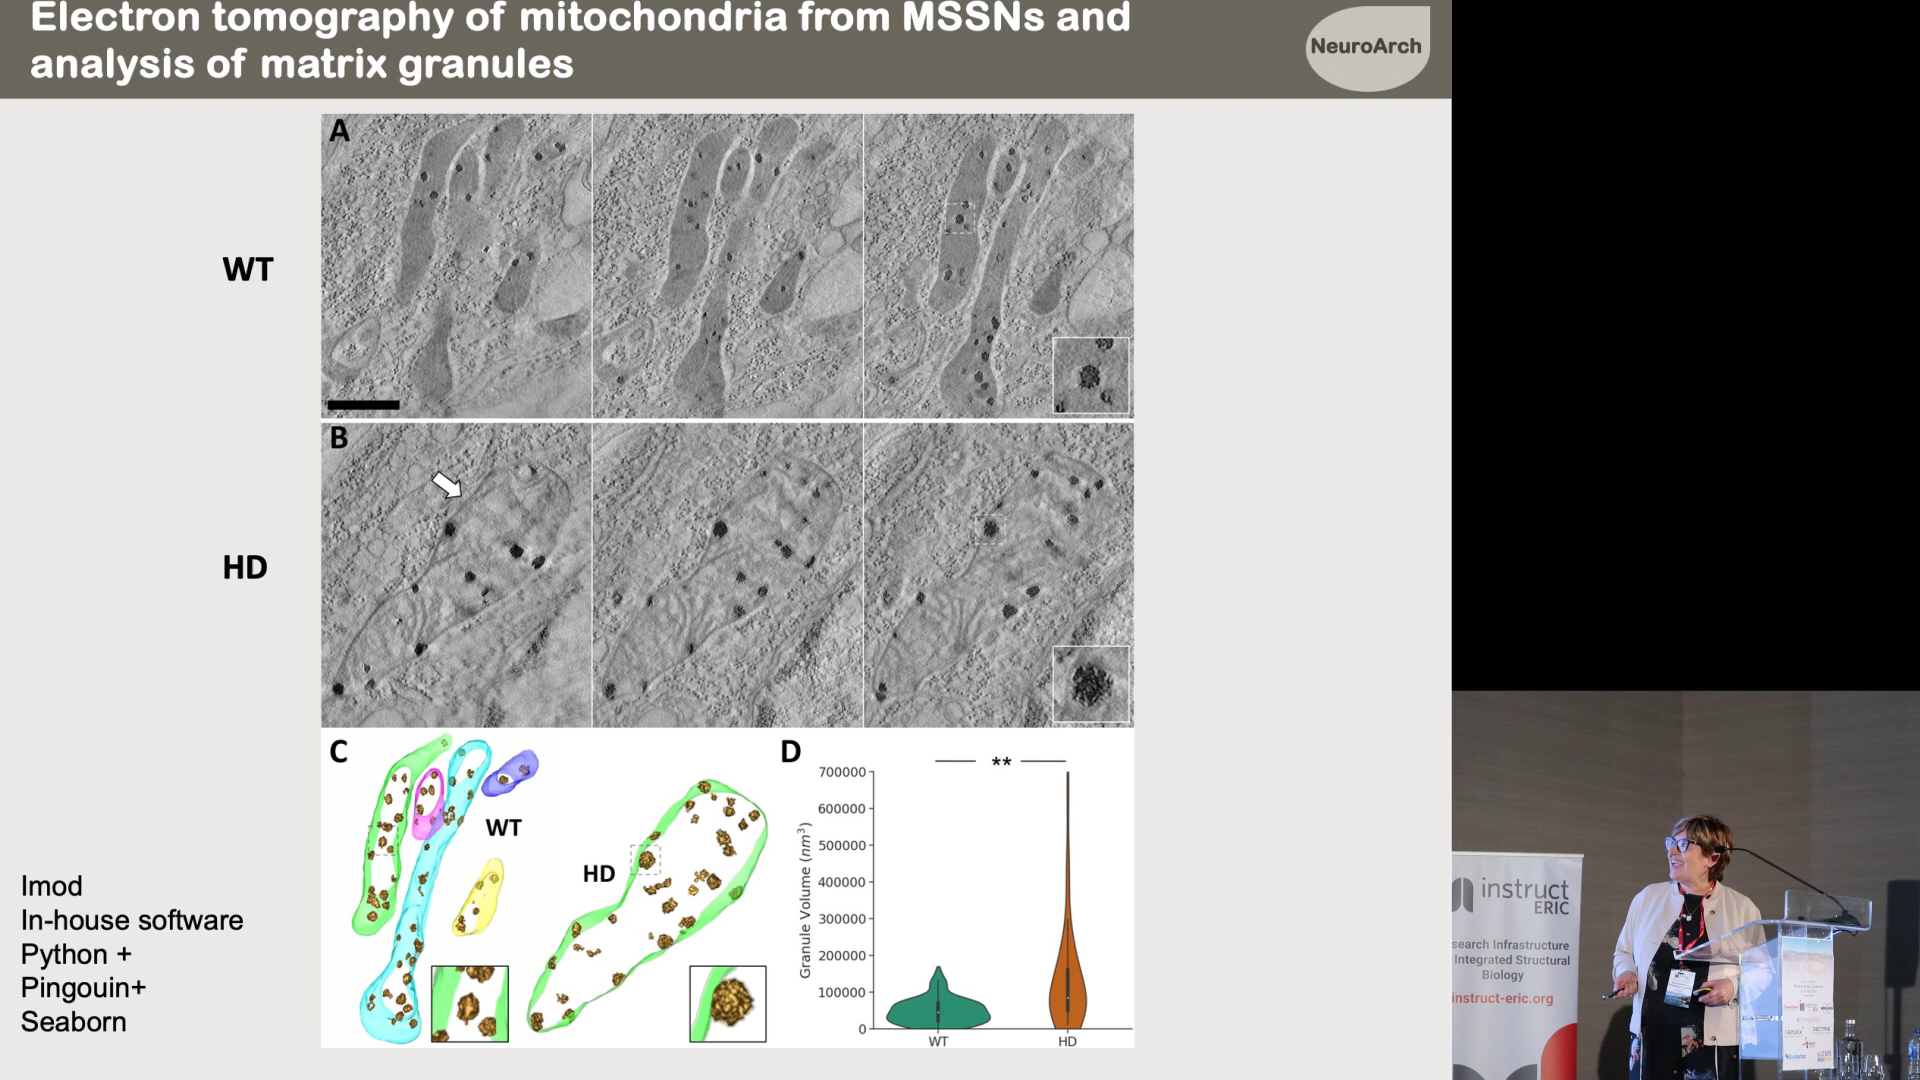 Electron tomography of mitochondria from MSSNs and
analysis of matrix granules
NeuroArch
A
WT
B
HD
C
WT
HD
D
**
Granule Volume (nm³)
700000
600000
500000
400000
300000
200000
100000
0
WT
HD
Imod
In-house software
Python +
Pingouin+
Seaborn
instruct
ERIC
search Infrastructure
Integrated Structural
Biology
instruct-eric.org